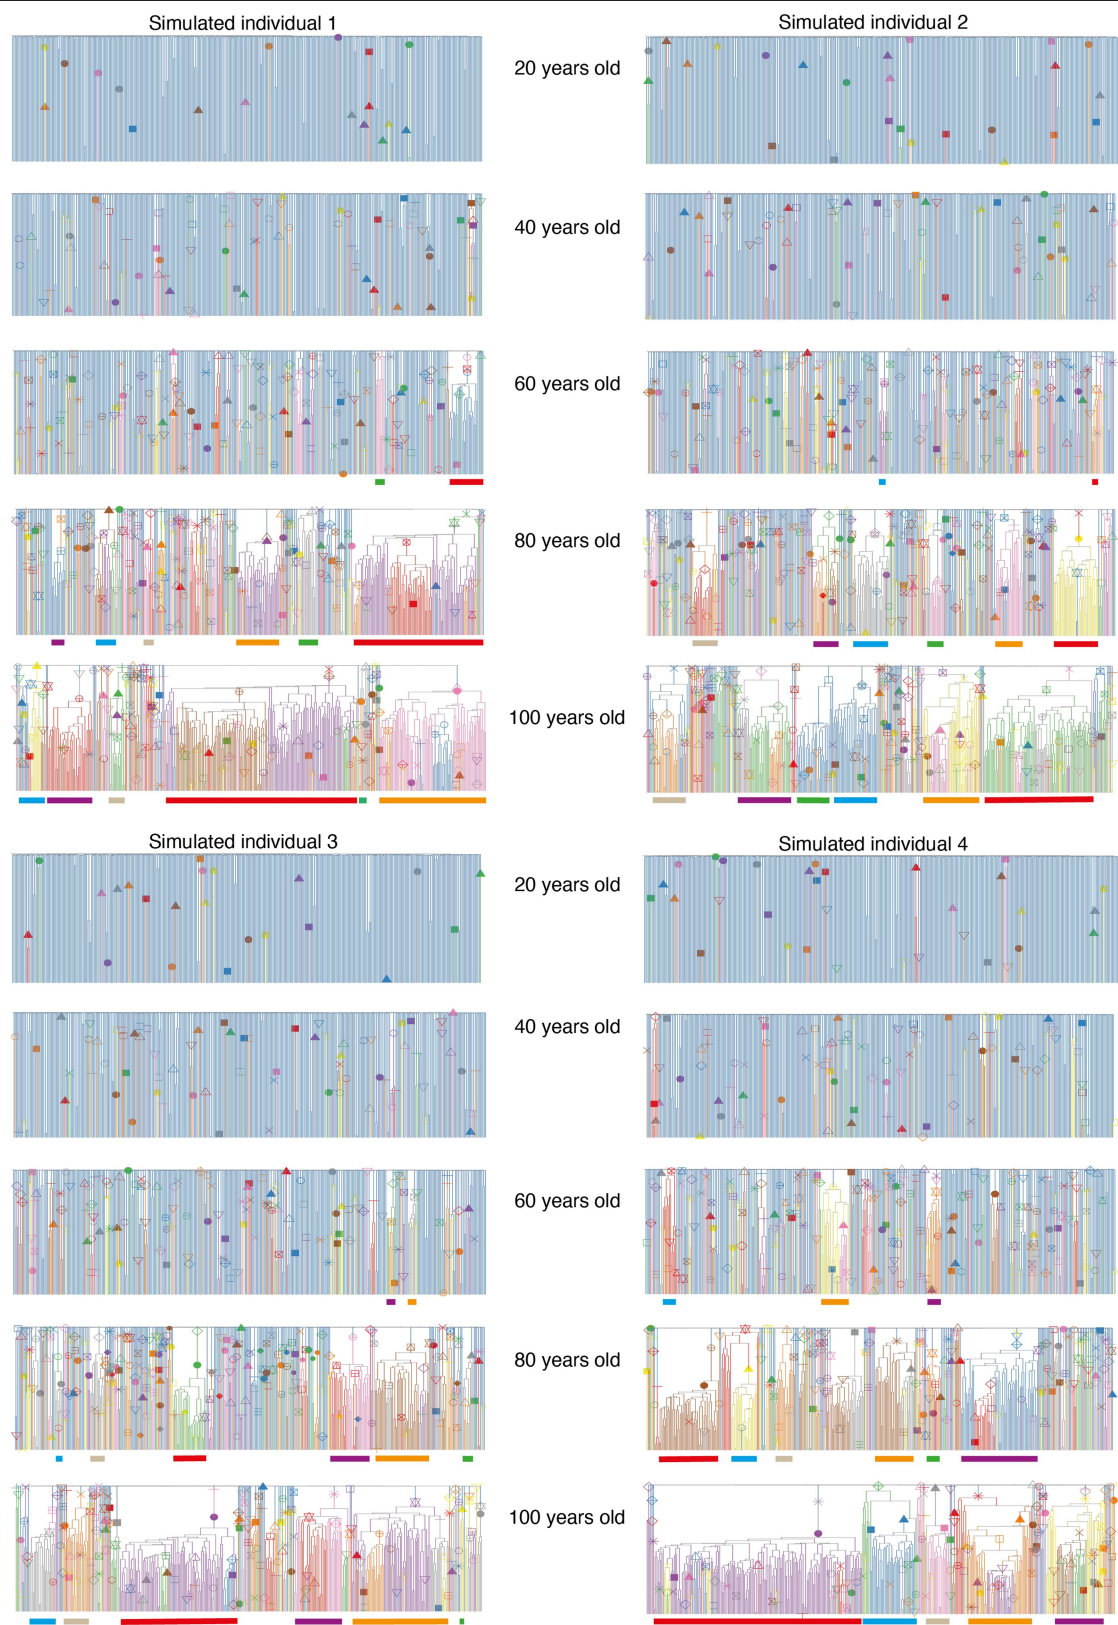 Simulated individual 1
Simulated individual 2
20 years old
40 years old
60 years old
80 years old
100 years old
Simulated individual 3
Simulated individual 4
20 years old
40 years old
60 years old
80 years old
100 years old